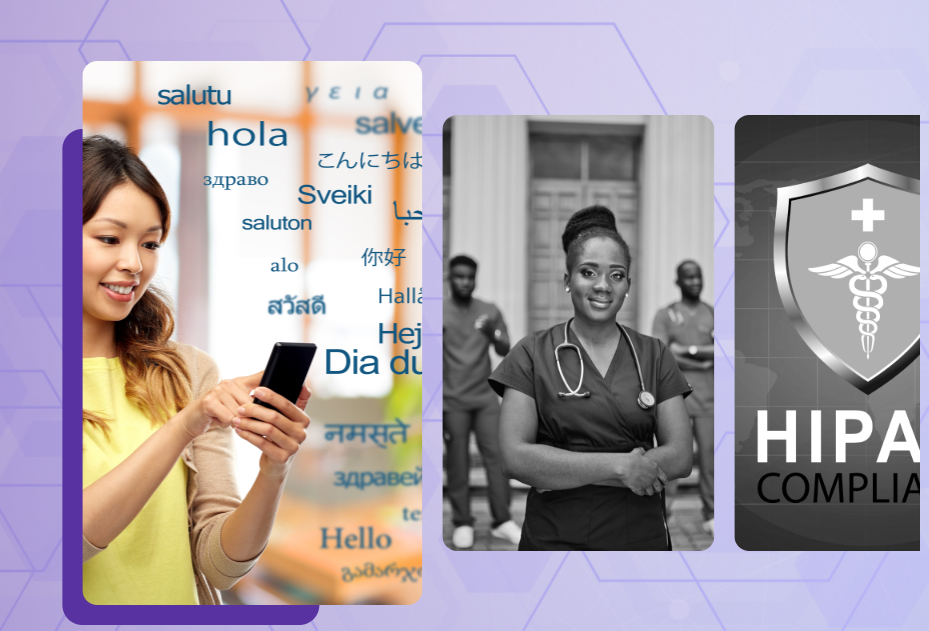 salutu
γεια
hola
salve
こんにちは
здраво
Sveiki
حبا
saluton
你好
alo
Hallå
สวัสดี
Hej
Dia du
नमस्ते
здравей
te
Hello
გამარჯ
HIPA
COMPLIA